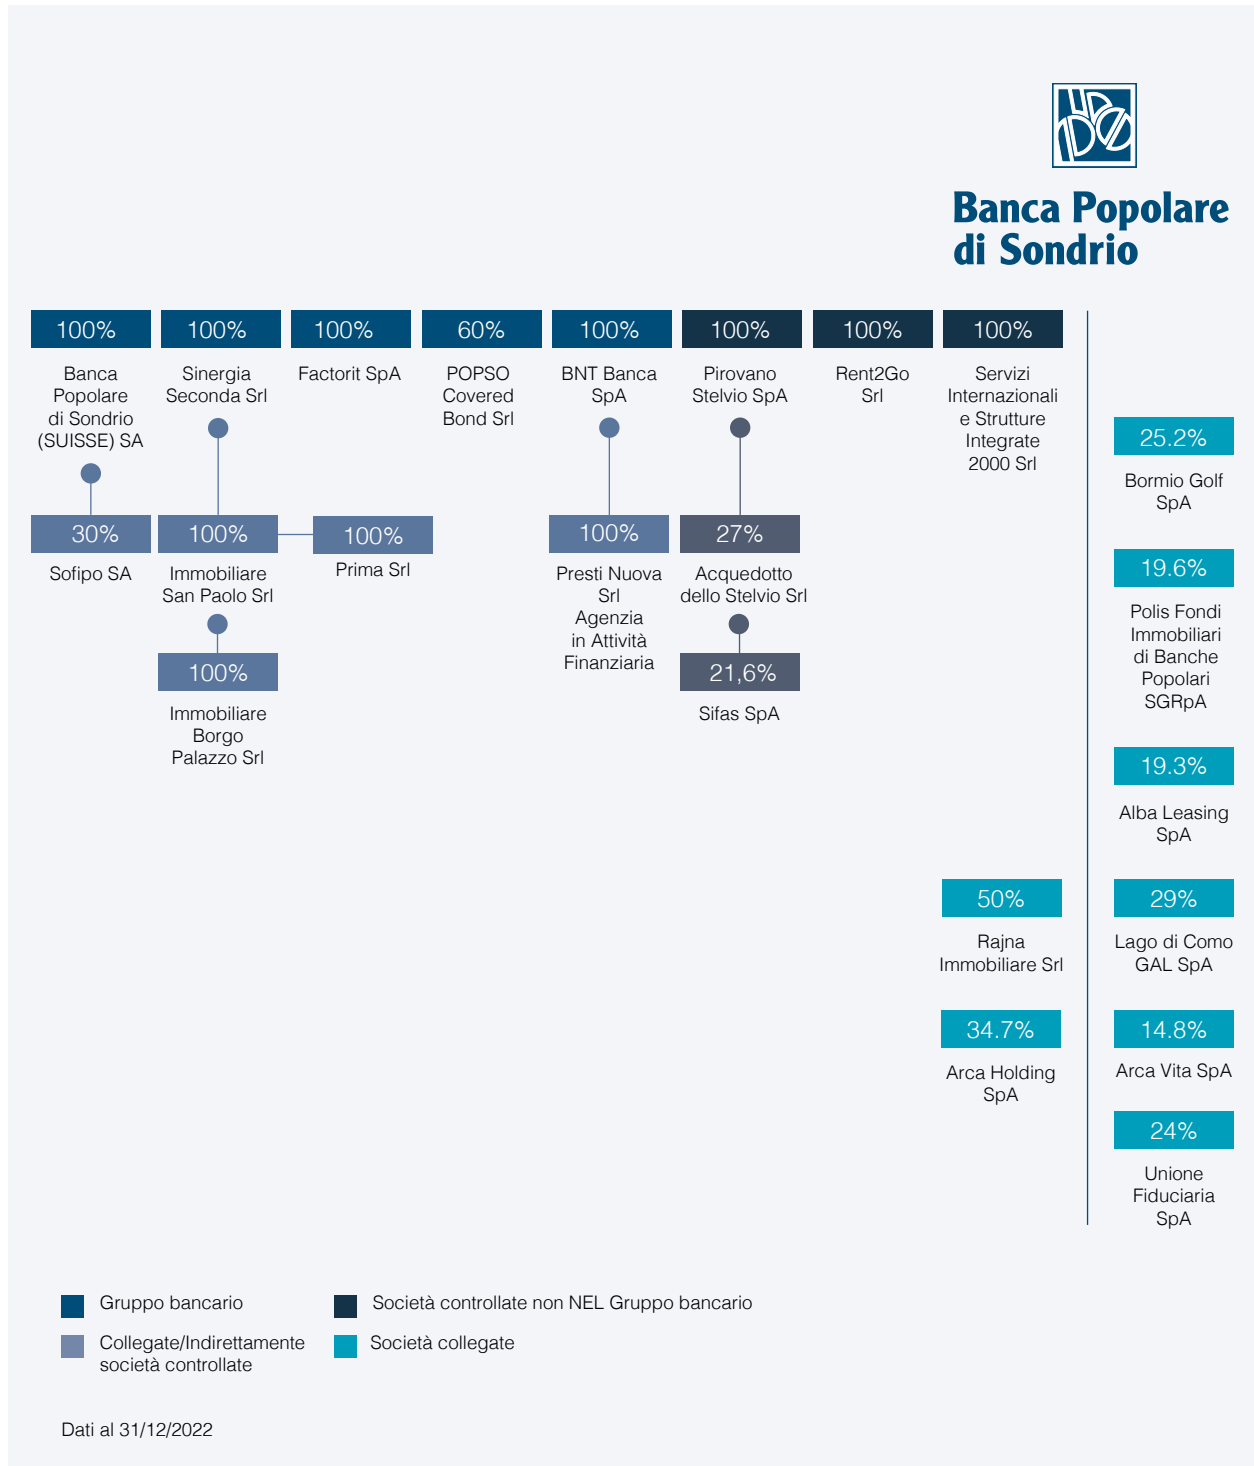 Banca Popolare
di Sondrio
100%
Banca
Popolare
di Sondrio
(SUISSE) SA
100%
Sinergia
Seconda Srl
100%
Factorit SpA
60%
POPSO
Covered
Bond Srl
100%
BNT Banca
SpA
100%
Pirovano
Stelvio SpA
100%
Rent2Go
Srl
100%
Servizi
Internazionali
e Strutture
Integrate
2000 Srl
30%
Sofipo SA
100%
Immobiliare
San Paolo Srl
100%
Prima Srl
100%
Immobiliare
Borgo
Palazzo Srl
100%
Presti Nuova
Srl
Agenzia
in Attività
Finanziaria
27%
Acquedotto
dello Stelvio Srl
21,6%
Sifas SpA
25.2%
Bormio Golf
SpA
19.6%
Polis Fondi
Immobiliari
di Banche
Popolari
SGRpA
19.3%
Alba Leasing
SpA
50%
Rajna
Immobiliare Srl
29%
Lago di Como
GAL SpA
34.7%
Arca Holding
SpA
14.8%
Arca Vita SpA
24%
Unione
Fiduciaria
SpA
Gruppo bancario
Società controllate non NEL Gruppo bancario
Collegate/Indirettamente
società controllate
Società collegate
Dati al 31/12/2022